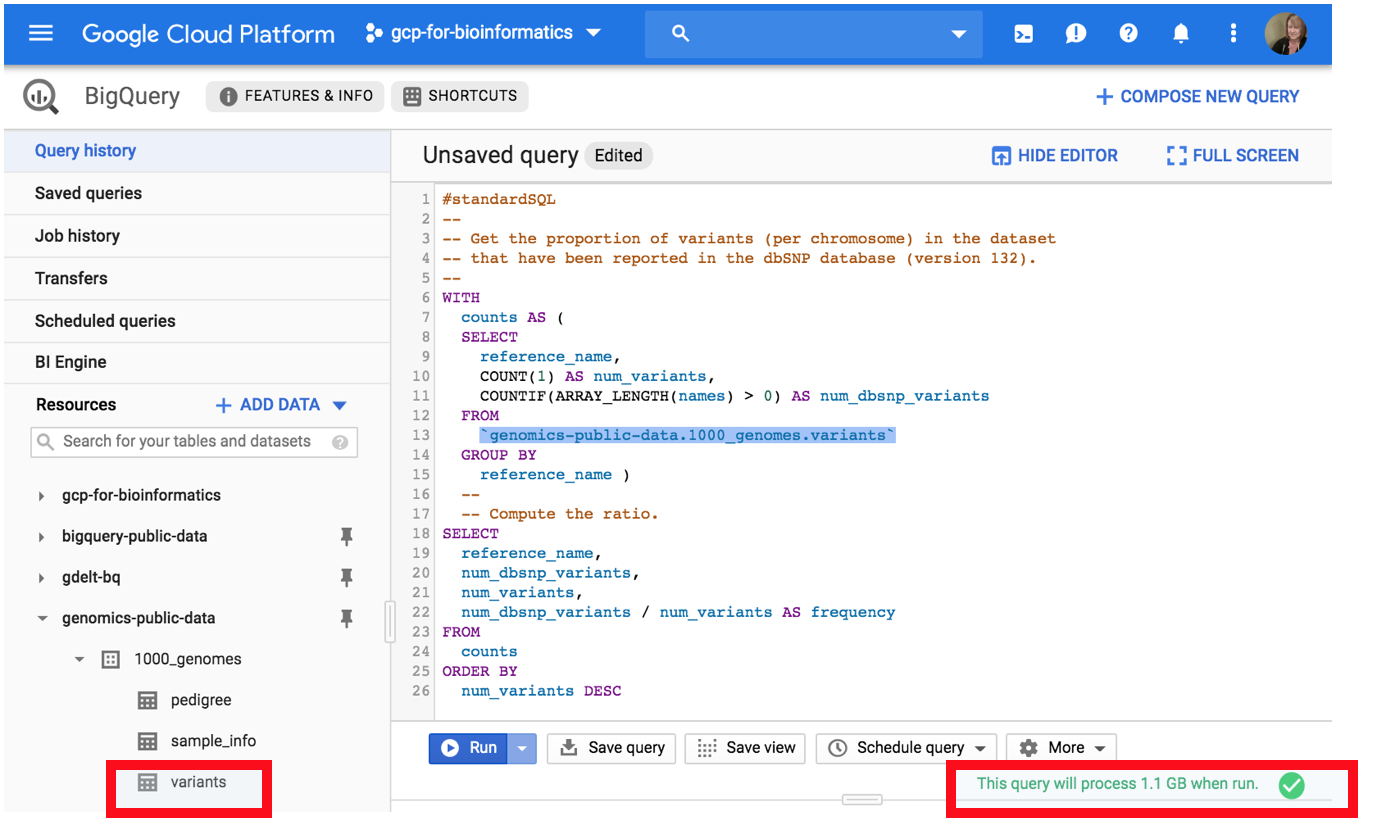 Google Cloud Platform gcp-for-bioinformatics
BigQuery FEATURES & INFO SHORTCUTS + COMPOSE NEW QUERY
Query history
Saved queries
Job history
Transfers
Scheduled queries
BI Engine
Resources + ADD DATA
Search for your tables and datasets
gcp-for-bioinformatics
bigquery-public-data
gdelt-bq
genomics-public-data
1000_genomes
pedigree
sample_info
variants
Unsaved query Edited HIDE EDITOR FULL SCREEN
1 #standardSQL
2 --
3 -- Get the proportion of variants (per chromosome) in the dataset
4 -- that have been reported in the dbSNP database (version 132).
5 --
6 WITH
7 counts AS (
8 SELECT
9 reference_name,
10 COUNT(1) AS num_variants,
11 COUNTIF(ARRAY_LENGTH(names) > 0) AS num_dbsnp_variants
12 FROM
13 `genomics-public-data.1000_genomes.variants`
14 GROUP BY
15 reference_name )
16 --
17 -- Compute the ratio.
18 SELECT
19 reference_name,
20 num_dbsnp_variants,
21 num_variants,
22 num_dbsnp_variants / num_variants AS frequency
23 FROM
24 counts
25 ORDER BY
26 num_variants DESC
Run Save query Save view Schedule query More
This query will process 1.1 GB when run.